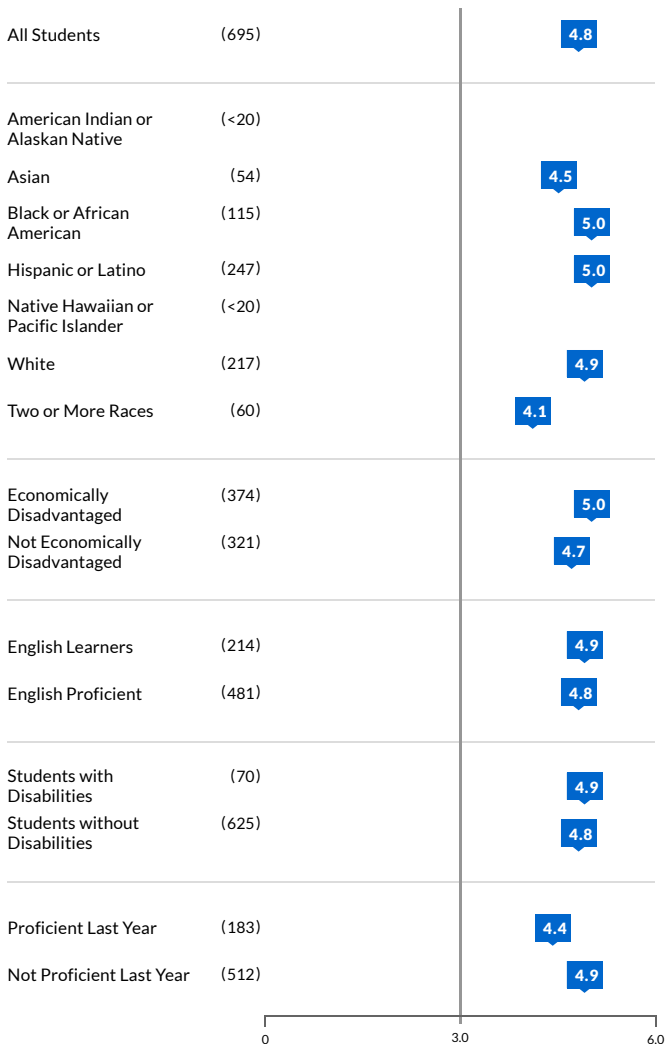 All Students (695) 4.8
American Indian or (<20)
Alaskan Native
Asian (54) 4.5
Black or African (115) 5.0
American
Hispanic or Latino (247) 5.0
Native Hawaiian or (<20)
Pacific Islander
White (217) 4.9
Two or More Races (60) 4.1
Economically (374) 5.0
Disadvantaged
Not Economically (321) 4.7
Disadvantaged
English Learners (214) 4.9
English Proficient (481) 4.8
Students with (70) 4.9
Disabilities
Students without (625) 4.8
Disabilities
Proficient Last Year (183) 4.4
Not Proficient Last Year (512) 4.9
0 3.0 6.0